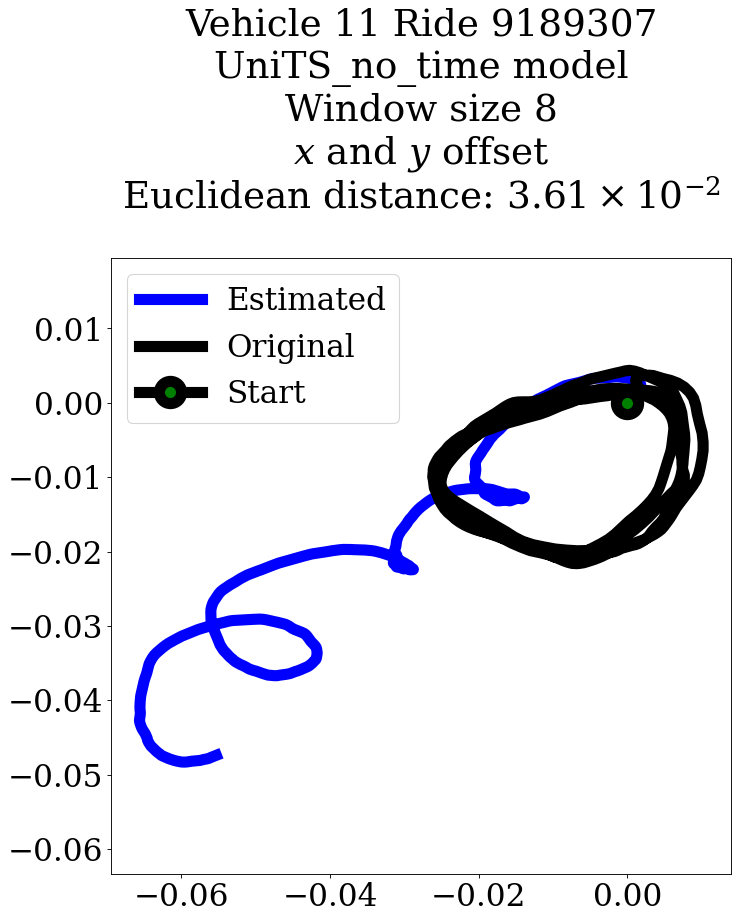 Vehicle 11 Ride 9189307
UniTS_no_time model
Window size 8
x and y offset
Euclidean distance: 3.61 × 10⁻²
Estimated
Original
Start
0.01
0.00
−0.01
−0.02
−0.03
−0.04
−0.05
−0.06
−0.06 −0.04 −0.02 0.00